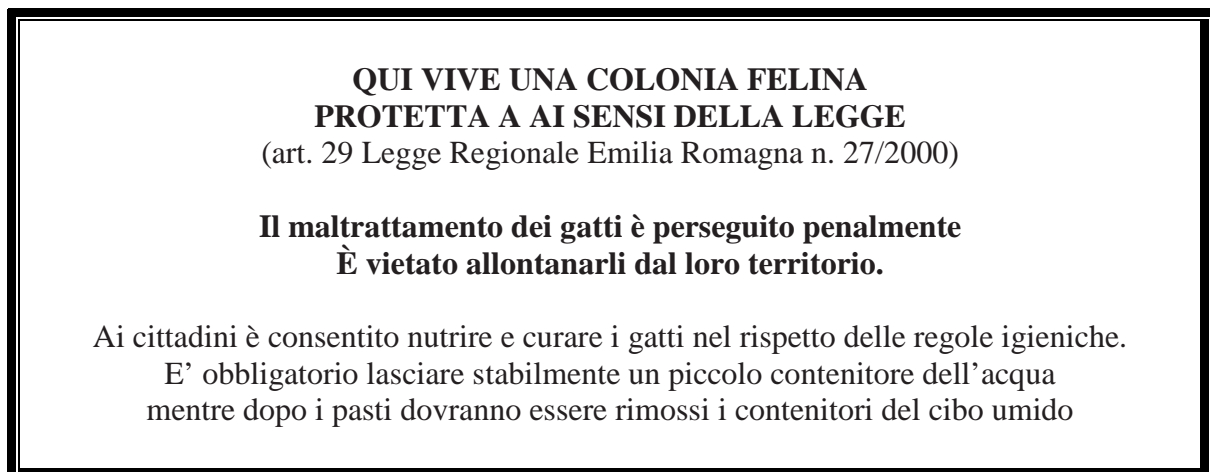 QUI VIVE UNA COLONIA FELINA
PROTETTA A AI SENSI DELLA LEGGE
(art. 29 Legge Regionale Emilia Romagna n. 27/2000)
Il maltrattamento dei gatti è perseguito penalmente
È vietato allontanarli dal loro territorio.
Ai cittadini è consentito nutrire e curare i gatti nel rispetto delle regole igieniche.
E’ obbligatorio lasciare stabilmente un piccolo contenitore dell’acqua
mentre dopo i pasti dovranno essere rimossi i contenitori del cibo umido